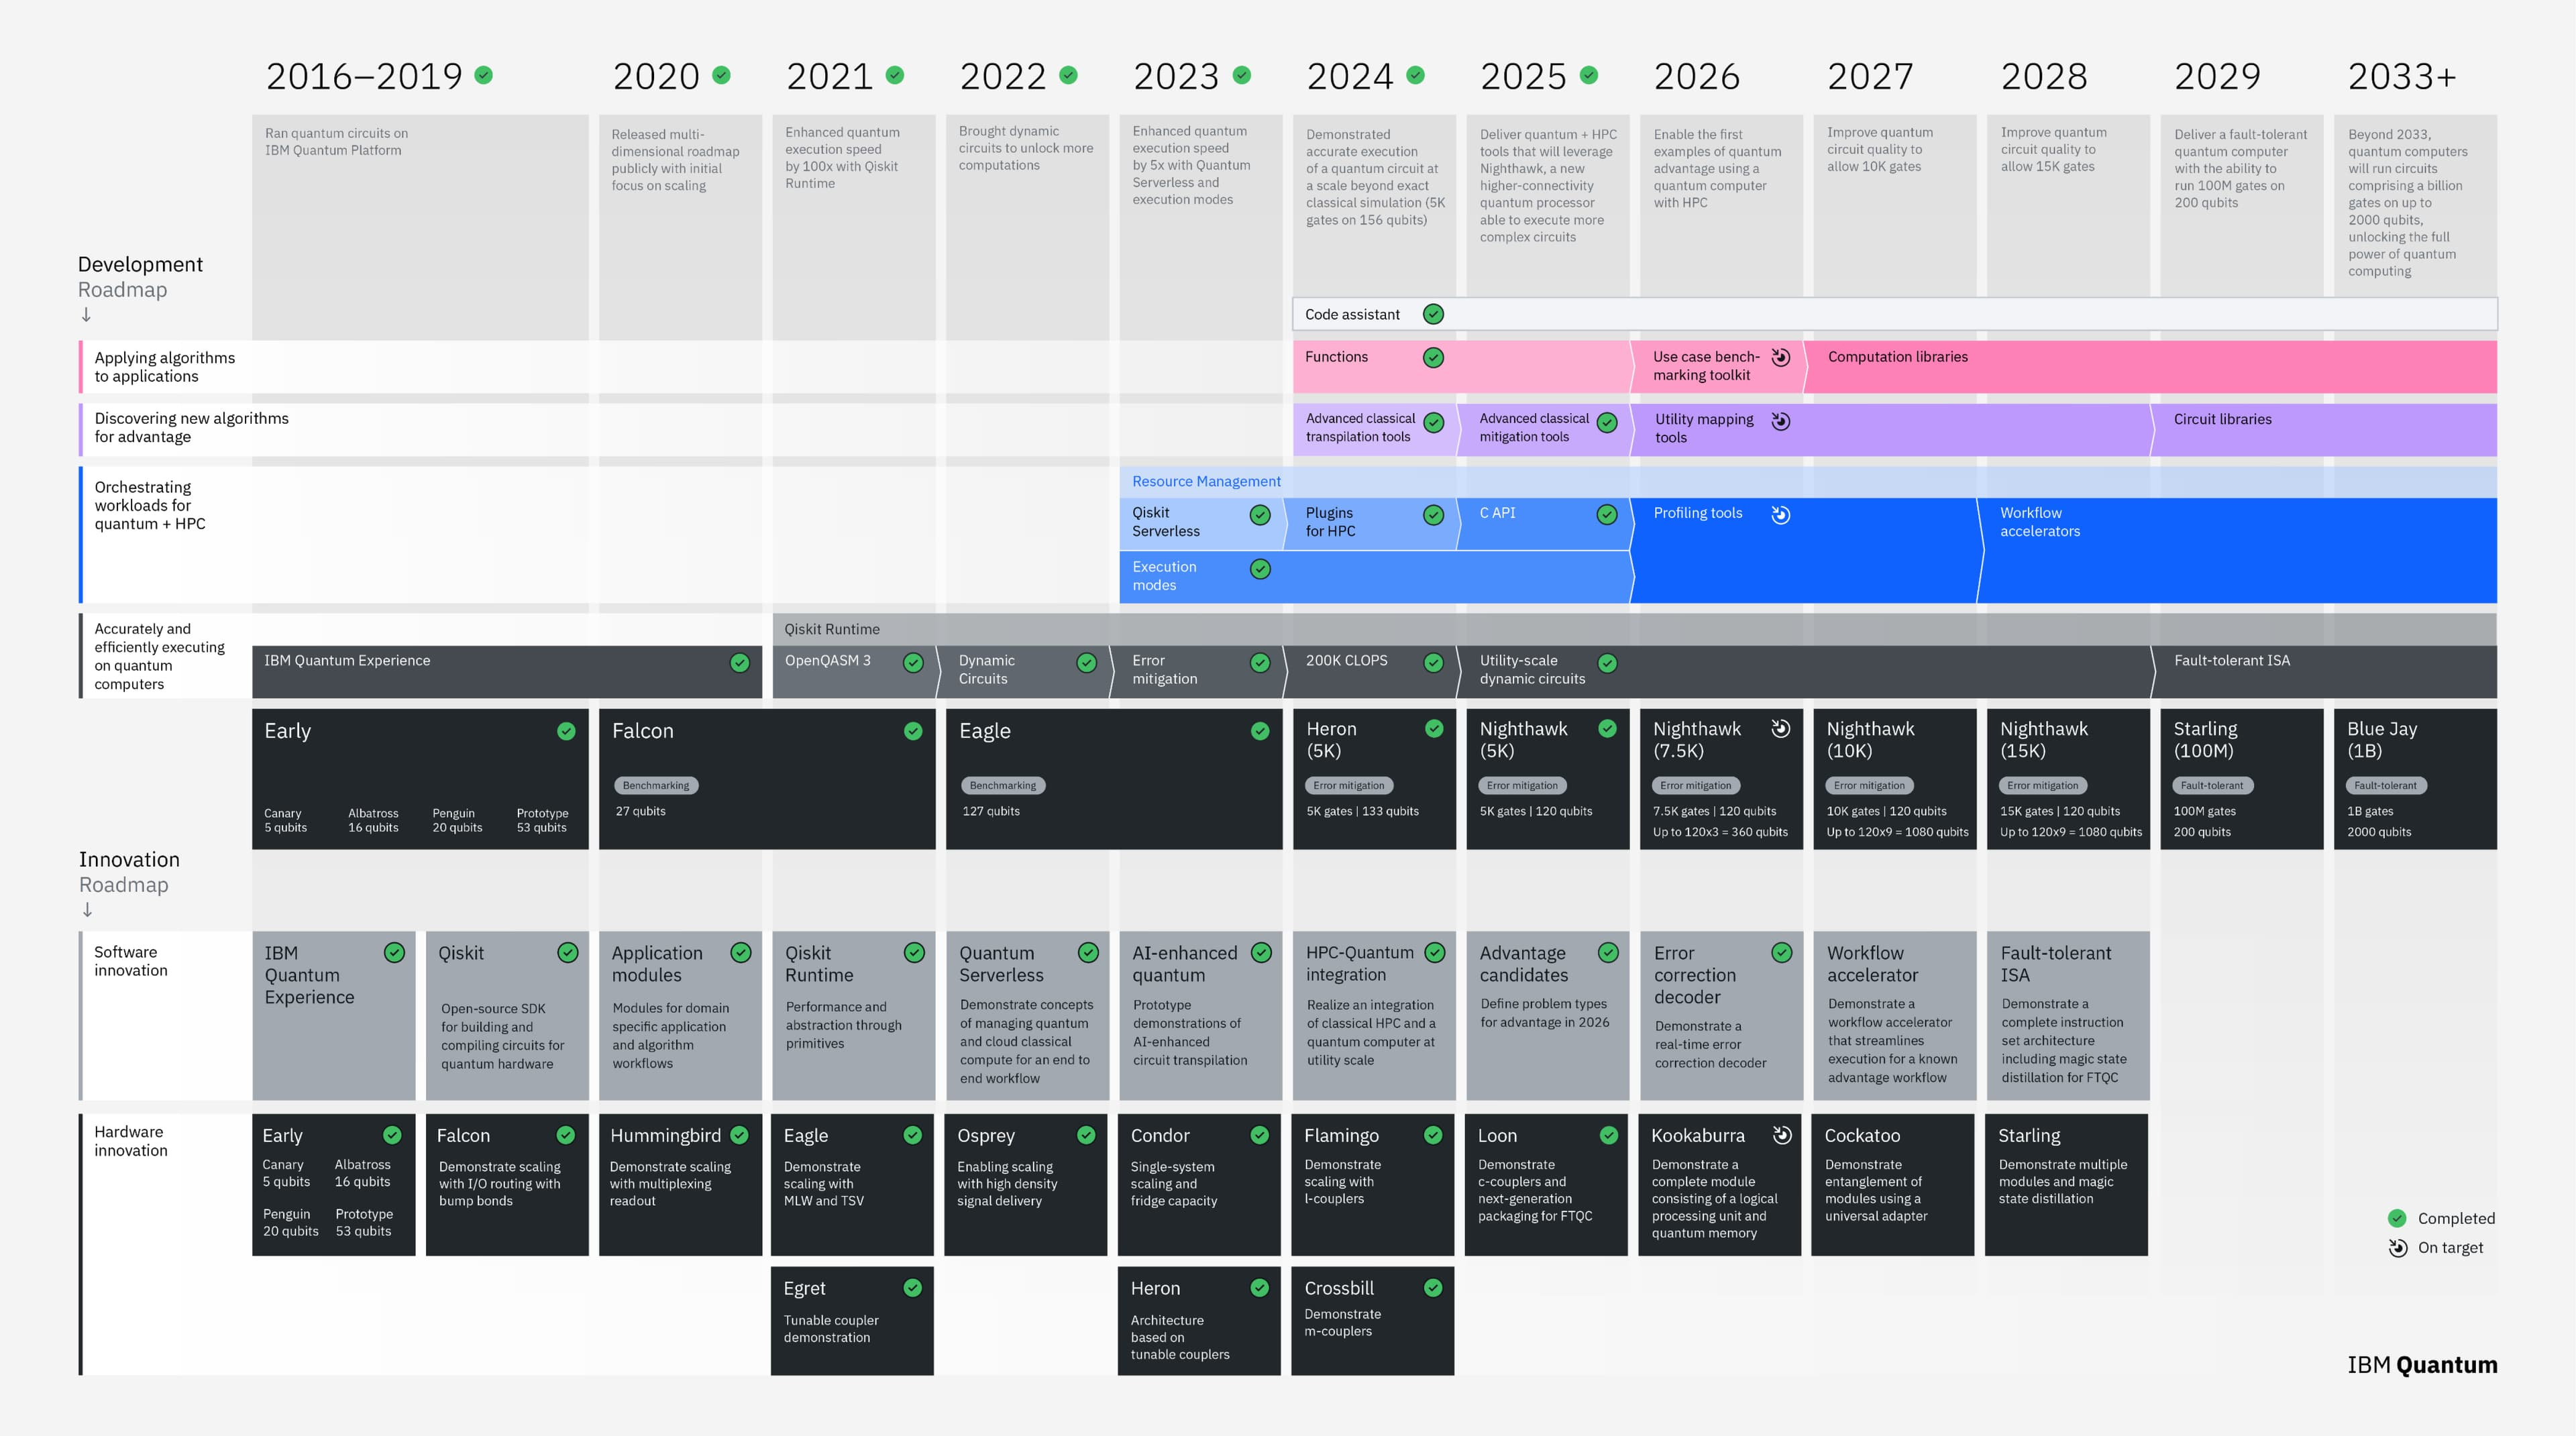 2016–2019
2020
2021
2022
2023
2024
2025
2026
2027
2028
2029
2033+
Ran quantum circuits on
IBM Quantum Platform
Released multi-
dimensional roadmap
publicly with initial
focus on scaling
Enhanced quantum
execution speed
by 100x with Qiskit
Runtime
Brought dynamic
circuits to unlock more
computations
Enhanced quantum
execution speed
by 5x with Quantum
Serverless and
execution modes
Demonstrated
accurate execution
of a quantum circuit at
a scale beyond exact
classical simulation (5K
gates on 156 qubits)
Deliver quantum + HPC
tools that will leverage
Nighthawk, a new
higher-connectivity
quantum processor
able to execute more
complex circuits
Enable the first
examples of quantum
advantage using a
quantum computer
with HPC
Improve quantum
circuit quality to
allow 10K gates
Improve quantum
circuit quality to
allow 15K gates
Deliver a fault-tolerant
quantum computer
with the ability to
run 100M gates on
200 qubits
Beyond 2033,
quantum computers
will run circuits
comprising a billion
gates on up to
2000 qubits,
unlocking the full
power of quantum
computing
Development
Roadmap
↓
Code assistant
Applying algorithms
to applications
Functions
Use case bench-
marking toolkit
Computation libraries
Discovering new algorithms
for advantage
Advanced classical
transpilation tools
Advanced classical
mitigation tools
Utility mapping
tools
Circuit libraries
Orchestrating
workloads for
quantum + HPC
Resource Management
Qiskit
Serverless
Plugins
for HPC
C API
Profiling tools
Workflow
accelerators
Execution
modes
Accurately and
efficiently executing
on quantum
computers
Qiskit Runtime
IBM Quantum Experience
OpenQASM 3
Dynamic
Circuits
Error
mitigation
200K CLOPS
Utility-scale
dynamic circuits
Fault-tolerant ISA
Early
Canary
5 qubits
Albatross
16 qubits
Penguin
20 qubits
Prototype
53 qubits
Falcon
Benchmarking
27 qubits
Eagle
Benchmarking
127 qubits
Heron
(5K)
Error mitigation
5K gates | 133 qubits
Nighthawk
(5K)
Error mitigation
5K gates | 120 qubits
Nighthawk
(7.5K)
Error mitigation
7.5K gates | 120 qubits
Up to 120x3 = 360 qubits
Nighthawk
(10K)
Error mitigation
10K gates | 120 qubits
Up to 120x9 = 1080 qubits
Nighthawk
(15K)
Error mitigation
15K gates | 120 qubits
Up to 120x9 = 1080 qubits
Starling
(100M)
Fault-tolerant
100M gates
200 qubits
Blue Jay
(1B)
Fault-tolerant
1B gates
2000 qubits
Innovation
Roadmap
↓
Software
innovation
IBM
Quantum
Experience
Qiskit
Open-source SDK
for building and
compiling circuits for
quantum hardware
Application
modules
Modules for domain
specific application
and algorithm
workflows
Qiskit
Runtime
Performance and
abstraction through
primitives
Quantum
Serverless
Demonstrate concepts
of managing quantum
and cloud classical
compute for an end to
end workflow
AI-enhanced
quantum
Prototype
demonstrations of
AI-enhanced
circuit transpilation
HPC-Quantum
integration
Realize an integration
of classical HPC and a
quantum computer at
utility scale
Advantage
candidates
Define problem types
for advantage in 2026
Error
correction
decoder
Demonstrate a
real-time error
correction decoder
Workflow
accelerator
Demonstrate a
workflow accelerator
that streamlines
execution for a known
advantage workflow
Fault-tolerant
ISA
Demonstrate a
complete instruction
set architecture
including magic state
distillation for FTQC
Hardware
innovation
Early
Canary
5 qubits
Albatross
16 qubits
Penguin
20 qubits
Prototype
53 qubits
Falcon
Demonstrate scaling
with I/O routing with
bump bonds
Hummingbird
Demonstrate scaling
with multiplexing
readout
Eagle
Demonstrate
scaling with
MLW and TSV
Osprey
Enabling scaling
with high density
signal delivery
Condor
Single-system
scaling and
fridge capacity
Flamingo
Demonstrate
scaling with
l-couplers
Loon
Demonstrate
c-couplers and
next-generation
packaging for FTQC
Kookaburra
Demonstrate a
complete module
consisting of a logical
processing unit and
quantum memory
Cockatoo
Demonstrate
entanglement of
modules using a
universal adapter
Starling
Demonstrate multiple
modules and magic
state distillation
Egret
Tunable coupler
demonstration
Heron
Architecture
based on
tunable couplers
Crossbill
Demonstrate
m-couplers
Completed
On target
IBM Quantum